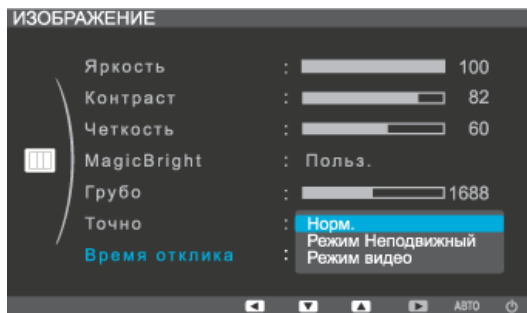 ИЗОБРАЖЕНИЕ
Яркость : 100
Контраст : 82
Четкость : 60
MagicBright : Польз.
Грубо : 1688
Точно : Норм.
Режим Неподвижный
Время отклика : Режим видео
АВТО